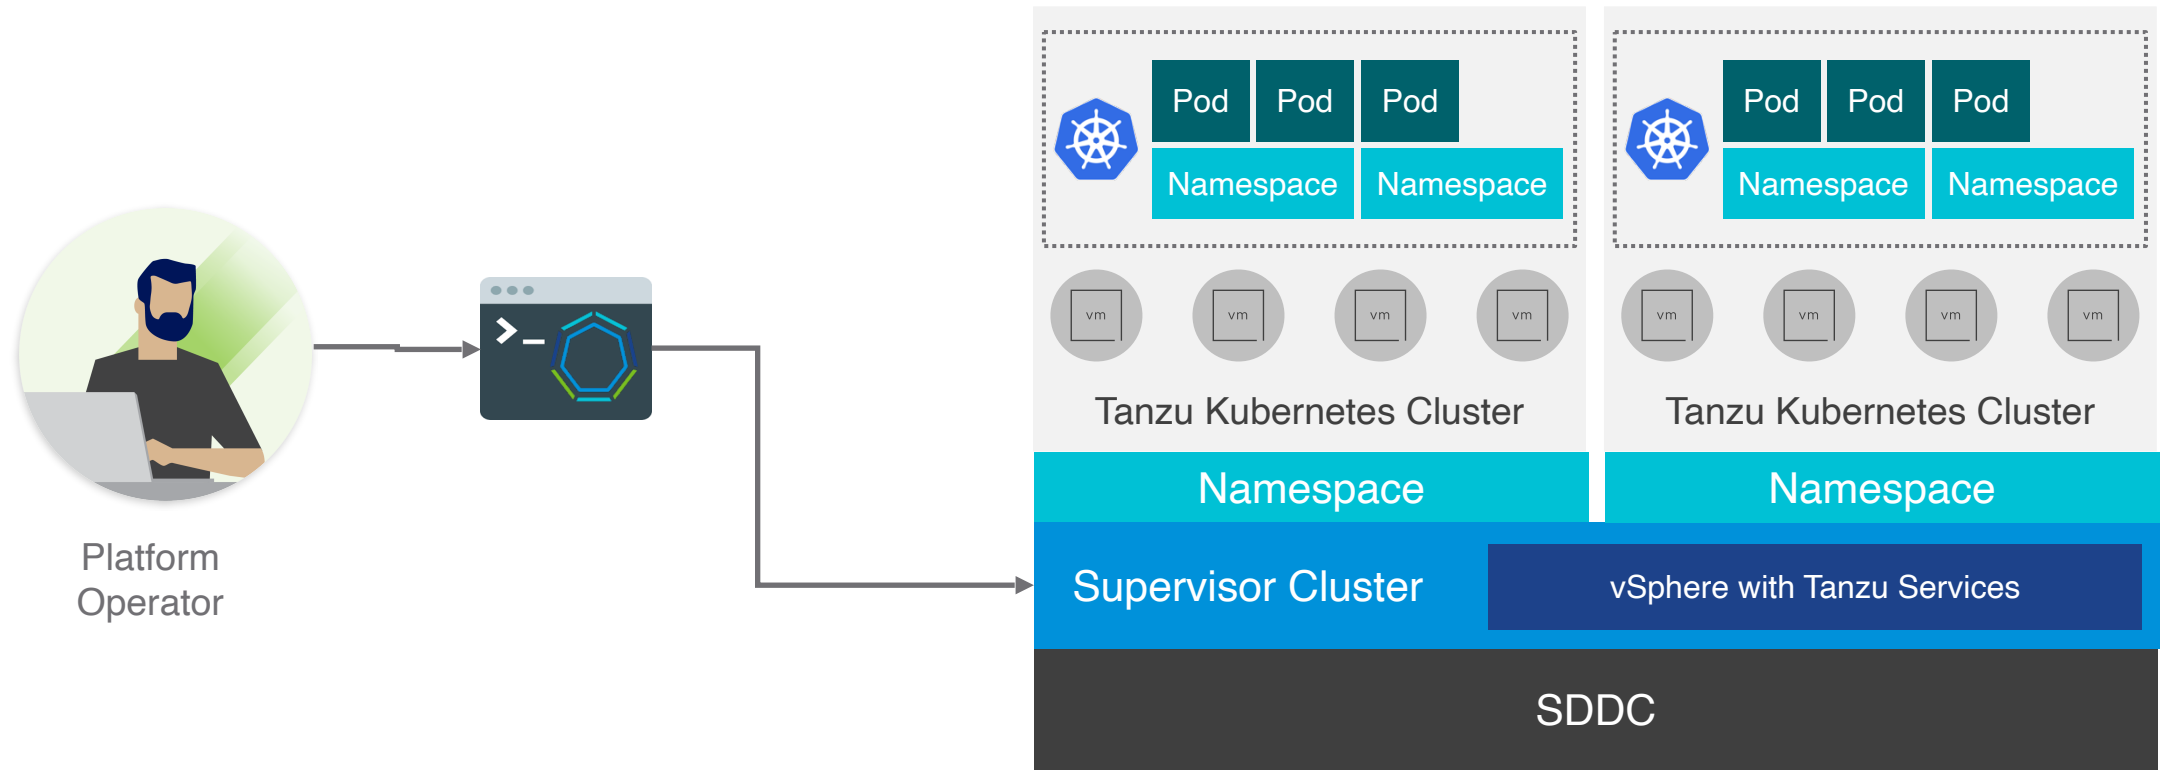 Pod Pod Pod
Namespace Namespace
vm vm vm vm
Tanzu Kubernetes Cluster
Namespace
Pod Pod Pod
Namespace Namespace
vm vm vm vm
Tanzu Kubernetes Cluster
Namespace
Platform
Operator
>_
Supervisor Cluster
vSphere with Tanzu Services
SDDC